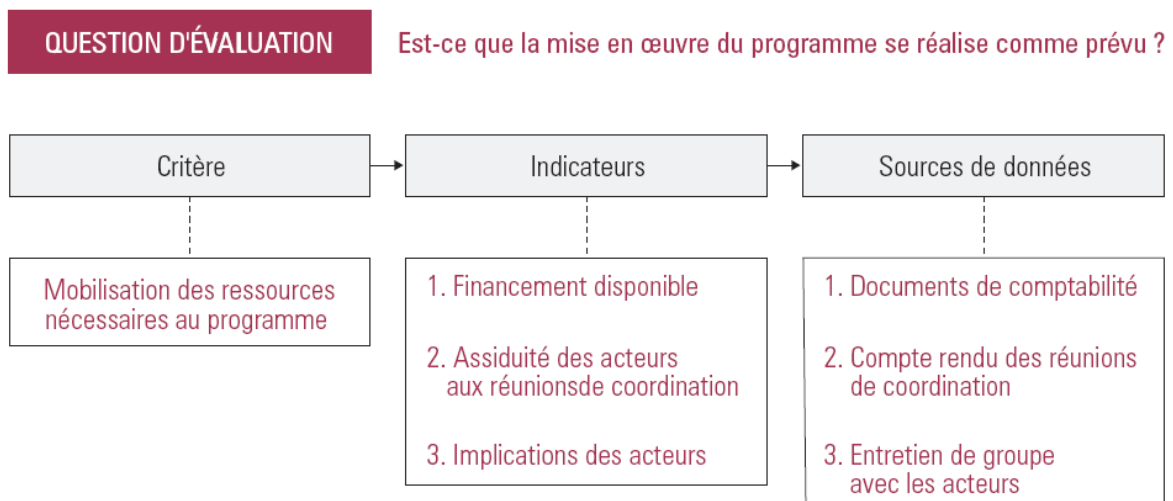 QUESTION D'ÉVALUATION
Est-ce que la mise en œuvre du programme se réalise comme prévu ?
Critère
Indicateurs
Sources de données
Mobilisation des ressources
nécessaires au programme
1. Financement disponible
2. Assiduité des acteurs
aux réunionsde coordination
3. Implications des acteurs
1. Documents de comptabilité
2. Compte rendu des réunions
de coordination
3. Entretien de groupe
avec les acteurs